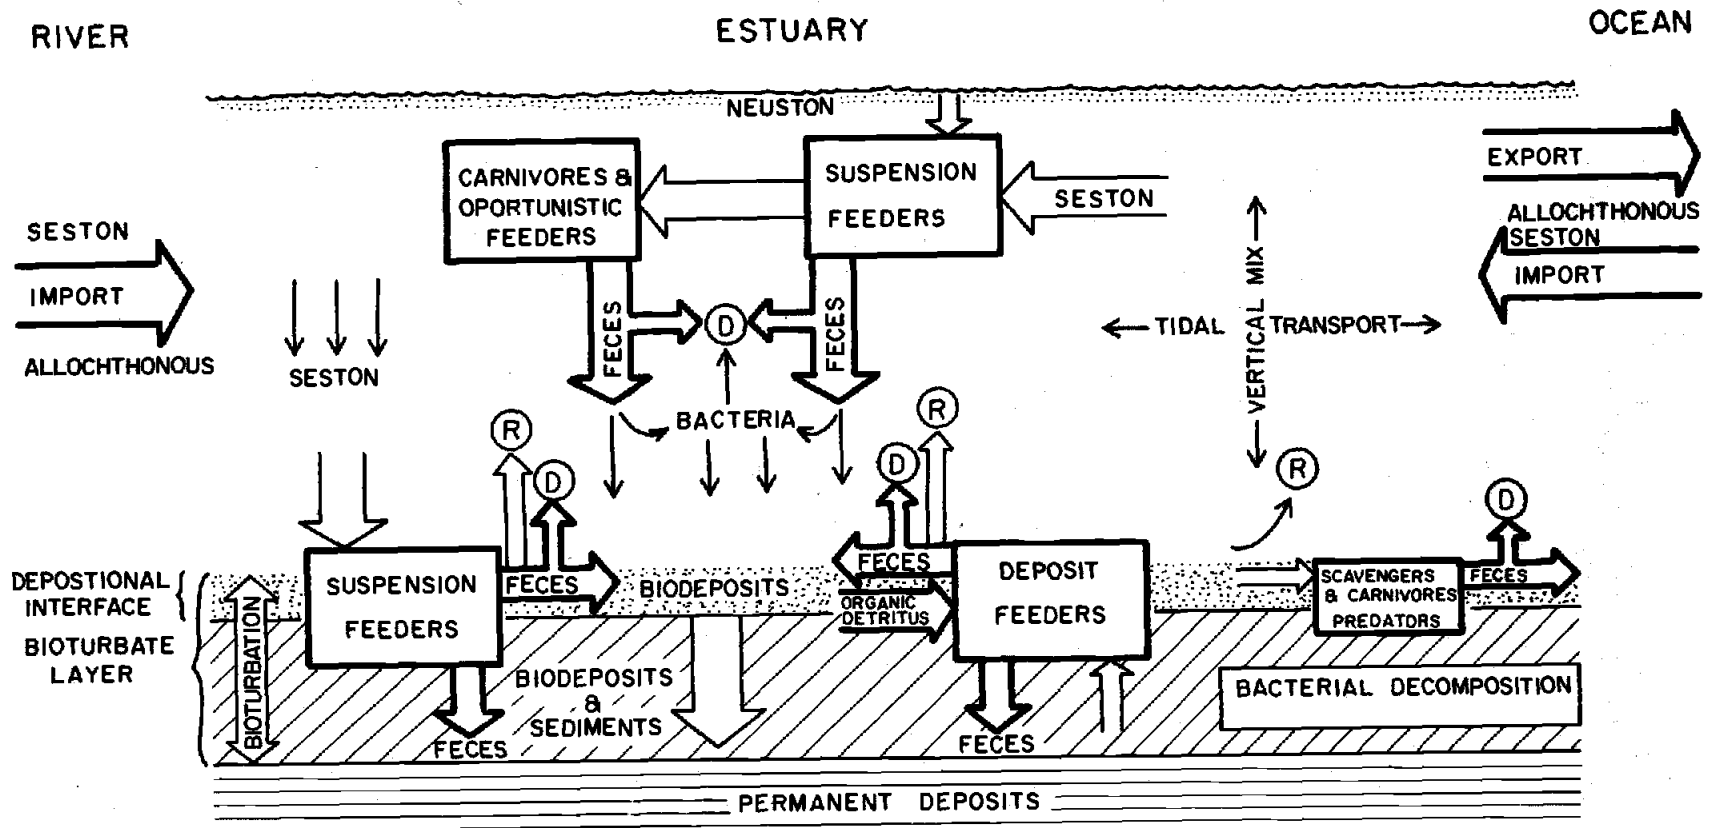 RIVER
ESTUARY
OCEAN
NEUSTON
CARNIVORES &
OPORTUNISTIC
FEEDERS
SUSPENSION
FEEDERS
SESTON
EXPORT
ALLOCHTHONOUS
SESTON
IMPORT
SESTON
IMPORT
ALLOCHTHONOUS
SESTON
FECES
D
FECES
BACTERIA
TIDAL
TRANSPORT
VERTICAL MIX
R
D
D
R
R
D
DEPOSTIONAL
INTERFACE
BIOTURBATE
LAYER
BIOTURBATION
SUSPENSION
FEEDERS
FECES
BIODEPOSITS
FECES
ORGANIC
DETRITUS
DEPOSIT
FEEDERS
SCAVENGERS
& CARNIVORES
PREDATORS
FECES
BIODEPOSITS
&
SEDIMENTS
FECES
FECES
BACTERIAL DECOMPOSITION
PERMANENT DEPOSITS